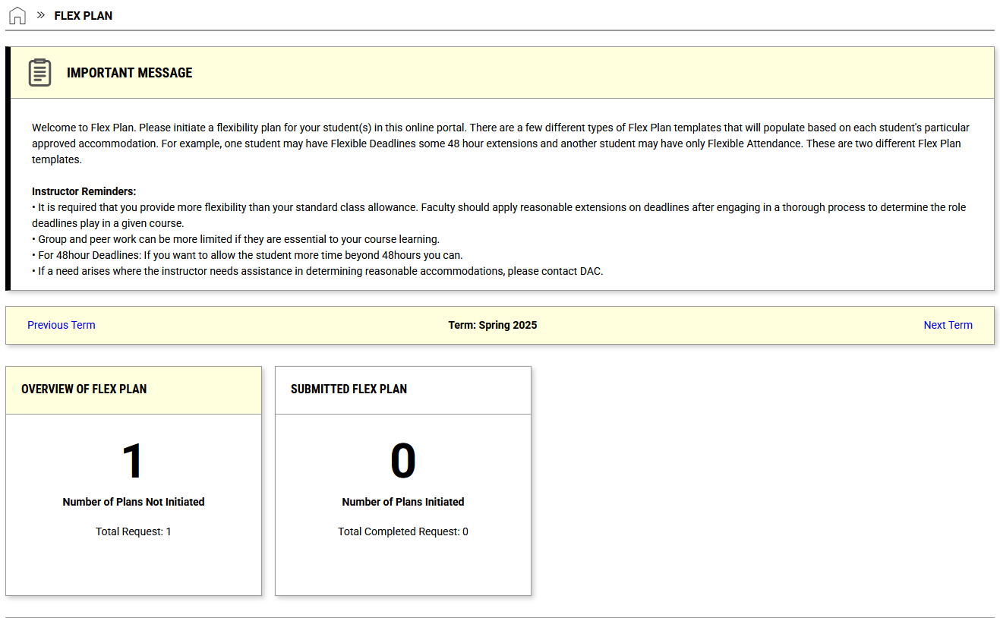 » FLEX PLAN
IMPORTANT MESSAGE
Welcome to Flex Plan. Please initiate a flexibility plan for your student(s) in this online portal. There are a few different types of Flex Plan templates that will populate based on each student's particular
approved accommodation. For example, one student may have Flexible Deadlines some 48 hour extensions and another student may have only Flexible Attendance. These are two different Flex Plan
templates.
Instructor Reminders:
• It is required that you provide more flexibility than your standard class allowance. Faculty should apply reasonable extensions on deadlines after engaging in a thorough process to determine the role
deadlines play in a given course.
• Group and peer work can be more limited if they are essential to your course learning.
• For 48hour Deadlines: If you want to allow the student more time beyond 48hours you can.
• If a need arises where the instructor needs assistance in determining reasonable accommodations, please contact DAC.
Previous Term Term: Spring 2025 Next Term
OVERVIEW OF FLEX PLAN
1
Number of Plans Not Initiated
Total Request: 1
SUBMITTED FLEX PLAN
0
Number of Plans Initiated
Total Completed Request: 0